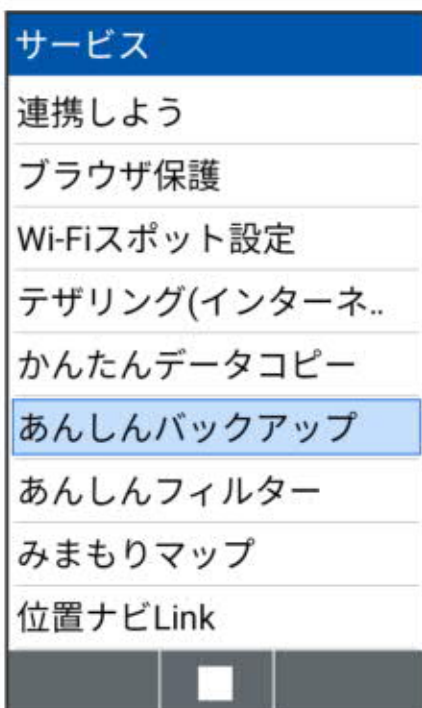 サービス
連携しよう
ブラウザ保護
Wi-Fiスポット設定
テザリング(インターネ..
かんたんデータコピー
あんしんバックアップ
あんしんフィルター
みまもりマップ
位置ナビLink